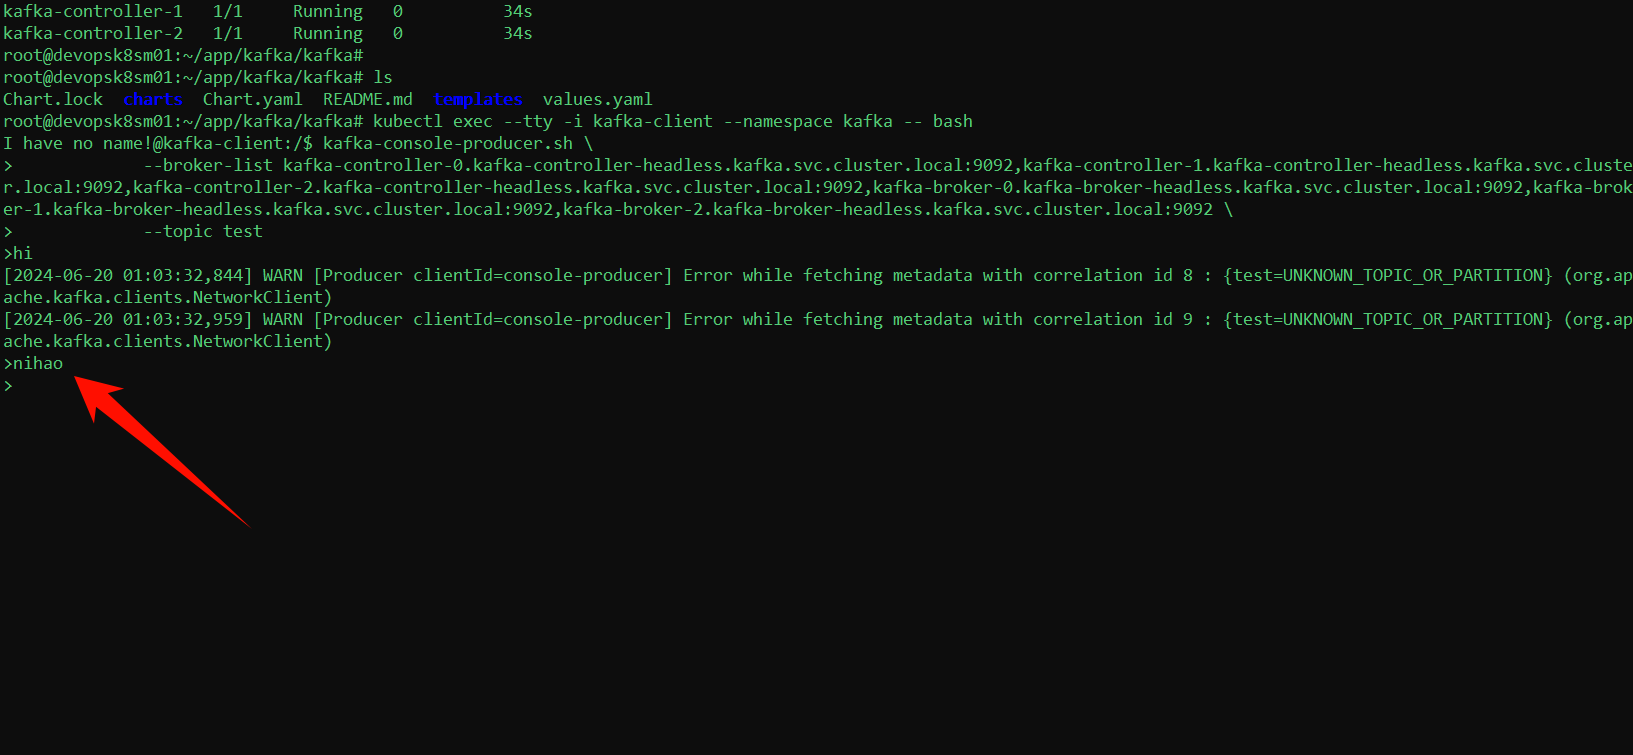 kafka-controller-1   1/1     Running   0          34s
kafka-controller-2   1/1     Running   0          34s
root@devopsk8sm01:~/app/kafka/kafka#
root@devopsk8sm01:~/app/kafka/kafka# ls
Chart.lock  charts  Chart.yaml  README.md  templates  values.yaml
root@devopsk8sm01:~/app/kafka/kafka# kubectl exec --tty -i kafka-client --namespace kafka -- bash
I have no name!@kafka-client:/$ kafka-console-producer.sh \
>             --broker-list kafka-controller-0.kafka-controller-headless.kafka.svc.cluster.local:9092,kafka-controller-1.kafka-controller-headless.kafka.svc.cluste
r.local:9092,kafka-controller-2.kafka-controller-headless.kafka.svc.cluster.local:9092,kafka-broker-0.kafka-broker-headless.kafka.svc.cluster.local:9092,kafka-brok
er-1.kafka-broker-headless.kafka.svc.cluster.local:9092,kafka-broker-2.kafka-broker-headless.kafka.svc.cluster.local:9092 \
>             --topic test
>hi
[2024-06-20 01:03:32,844] WARN [Producer clientId=console-producer] Error while fetching metadata with correlation id 8 : {test=UNKNOWN_TOPIC_OR_PARTITION} (org.ap
ache.kafka.clients.NetworkClient)
[2024-06-20 01:03:32,959] WARN [Producer clientId=console-producer] Error while fetching metadata with correlation id 9 : {test=UNKNOWN_TOPIC_OR_PARTITION} (org.ap
ache.kafka.clients.NetworkClient)
>nihao
>